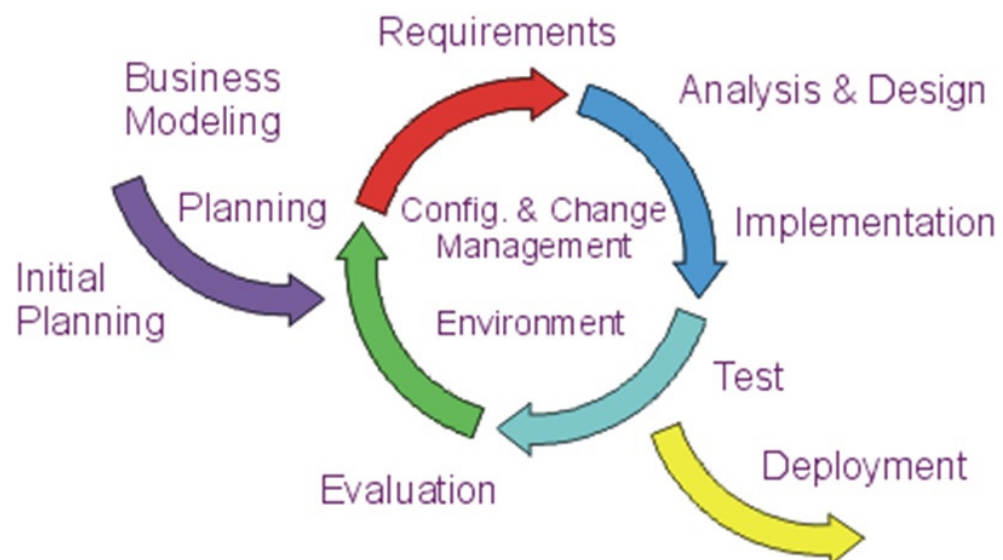 Requirements
Business
Modeling
Analysis & Design
Planning
Config. & Change
Management
Implementation
Initial
Planning
Environment
Test
Evaluation
Deployment